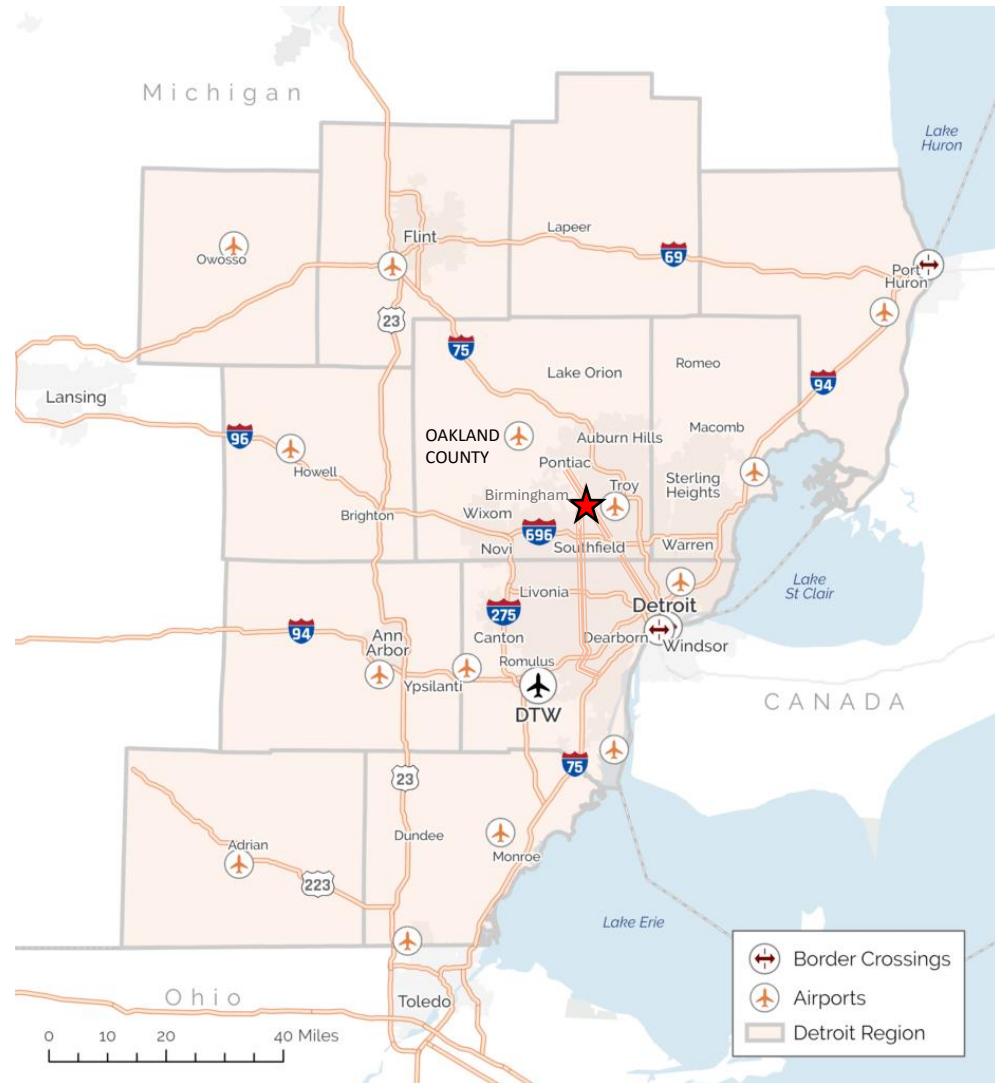 Michigan
Lake
Huron
Flint
Lapeer
Owosso
69
Port
Huron
23
75
Lake Orion
Romeo
94
Lansing
96
OAKLAND
COUNTY
Auburn Hills
Macomb
Howell
Pontiac
Troy
Sterling
Heights
Birmingham
Brighton
Wixom
696
Novi
Southfield
Warren
Lake
St Clair
Livonia
275
Detroit
94
Ann
Arbor
Canton
Dearborn
Windsor
Romulus
Ypsilanti
DTW
CANADA
75
23
Dundee
Adrian
Monroe
223
Lake Erie
Ohio
Toledo
0 10 20 40 Miles
Border Crossings
Airports
Detroit Region